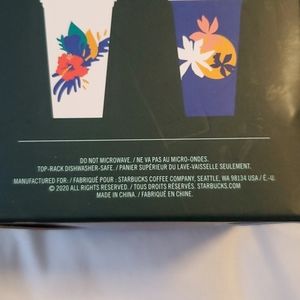 DO NOT MICROWAVE. / NE VA PAS AU MICRO-ONDES.
TOP-RACK DISHWASHER-SAFE. / PANIER SUPÉRIEUR DU LAVE-VAISSELLE SEULEMENT.
MANUFACTURED FOR: / FABRIQUÉ POUR : STARBUCKS COFFEE COMPANY, SEATTLE, WA 98134 USA / É.-U.
© 2020 ALL RIGHTS RESERVED. / TOUS DROITS RÉSERVÉS. STARBUCKS.COM
MADE IN CHINA. / FABRIQUÉ EN CHINE.